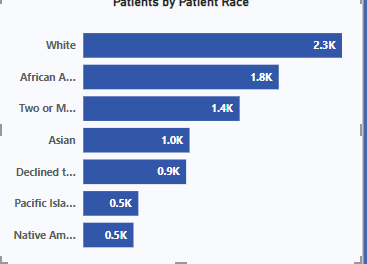 Patients by Patient Race
White 2.3K
African A... 1.8K
Two or M... 1.4K
Asian 1.0K
Declined t... 0.9K
Pacific Isla... 0.5K
Native Am... 0.5K